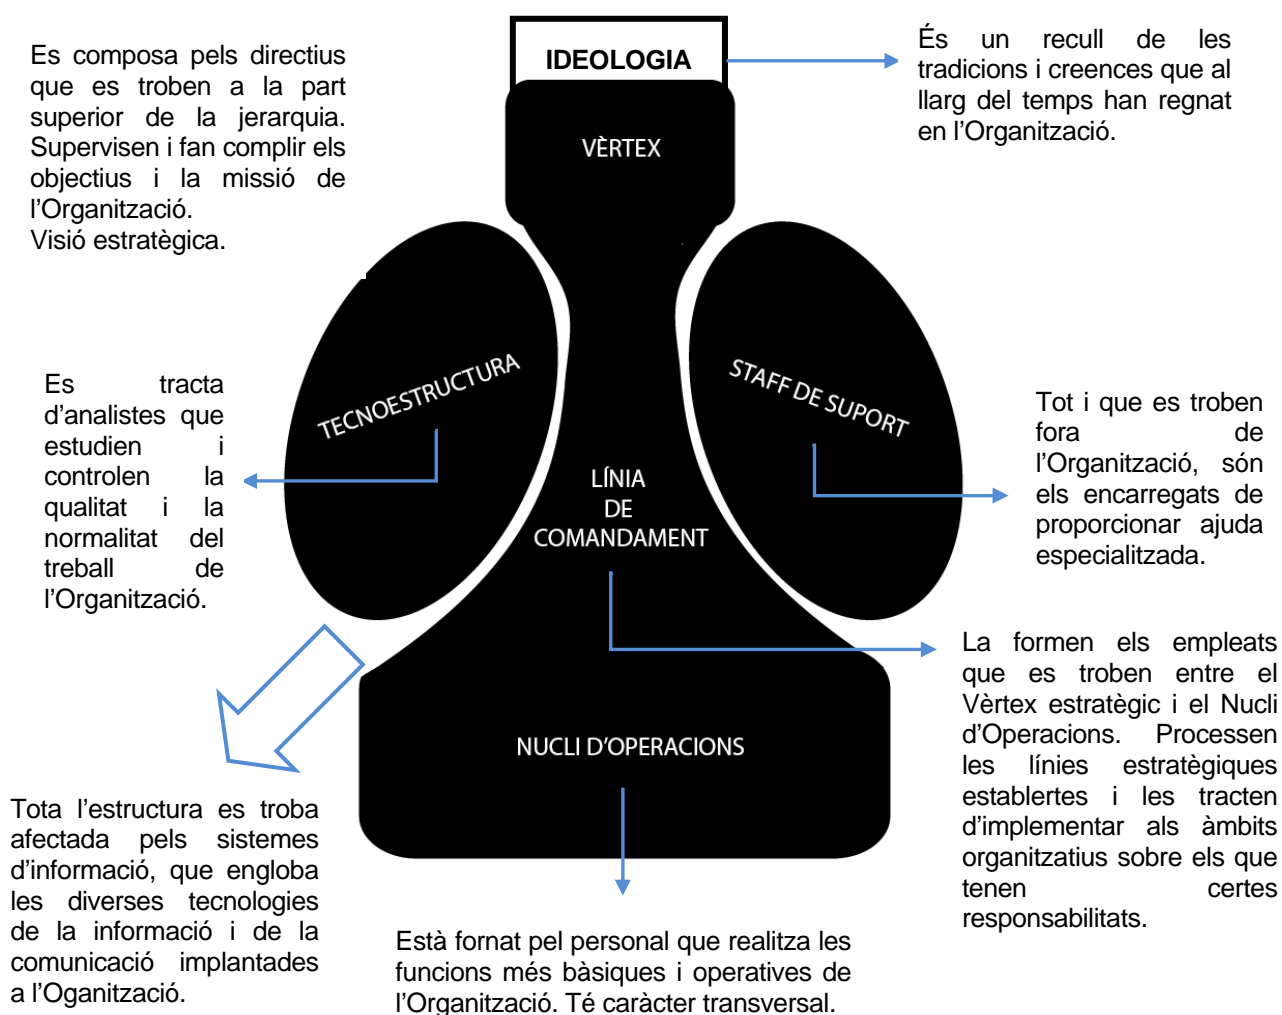 IDEOLOGIA
És un recull de les
tradicions i creences que al
llarg del temps han regnat
en l’Organització.
Es composa pels directius
que es troben a la part
superior de la jerarquia.
Supervisen i fan complir els
objectius i la missió de
l’Organització.
Visió estratègica.
VÈRTEX
TECNOESTRUCTURA
STAFF DE SUPORT
Es tracta
d’analistes que
estudien i
controlen la
qualitat i la
normalitat del
treball de
l’Organització.
LÍNIA
DE
COMANDAMENT
Tot i que es troben
fora de
l’Organització, són
els encarregats de
proporcionar ajuda
especialitzada.
La formen els empleats
que es troben entre el
Vèrtex estratègic i el Nucli
d’Operacions. Processen
les línies estratègiques
establertes i les tracten
d’implementar als àmbits
organitzatius sobre els que
tenen certes
responsabilitats.
NUCLI D’OPERACIONS
Tota l’estructura es troba
afectada pels sistemes
d’informació, que engloba
les diverses tecnologies
de la informació i de la
comunicació implantades
a l’Oganització.
Està fornat pel personal que realitza les
funcions més bàsiques i operatives de
l’Organització. Té caràcter transversal.